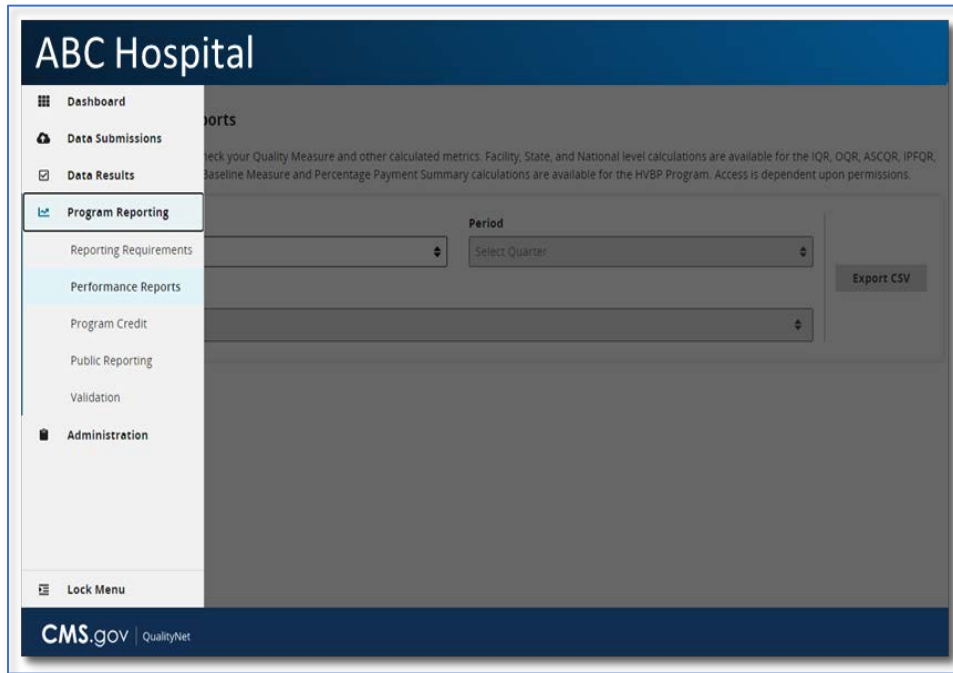 ABC Hospital
Dashboard
Data Submissions
Data Results
Program Reporting
Reporting Requirements
Performance Reports
Program Credit
Public Reporting
Validation
Administration
Lock Menu
orts
heck your Quality Measure and other calculated metrics. Facility, State, and National level calculations are available for the IQR, OQR, ASCQR, IPFQR,
Baseline Measure and Percentage Payment Summary calculations are available for the HVBP Program. Access is dependent upon permissions.
Period
Select Quarter
Export CSV
CMS.gov | QualityNet